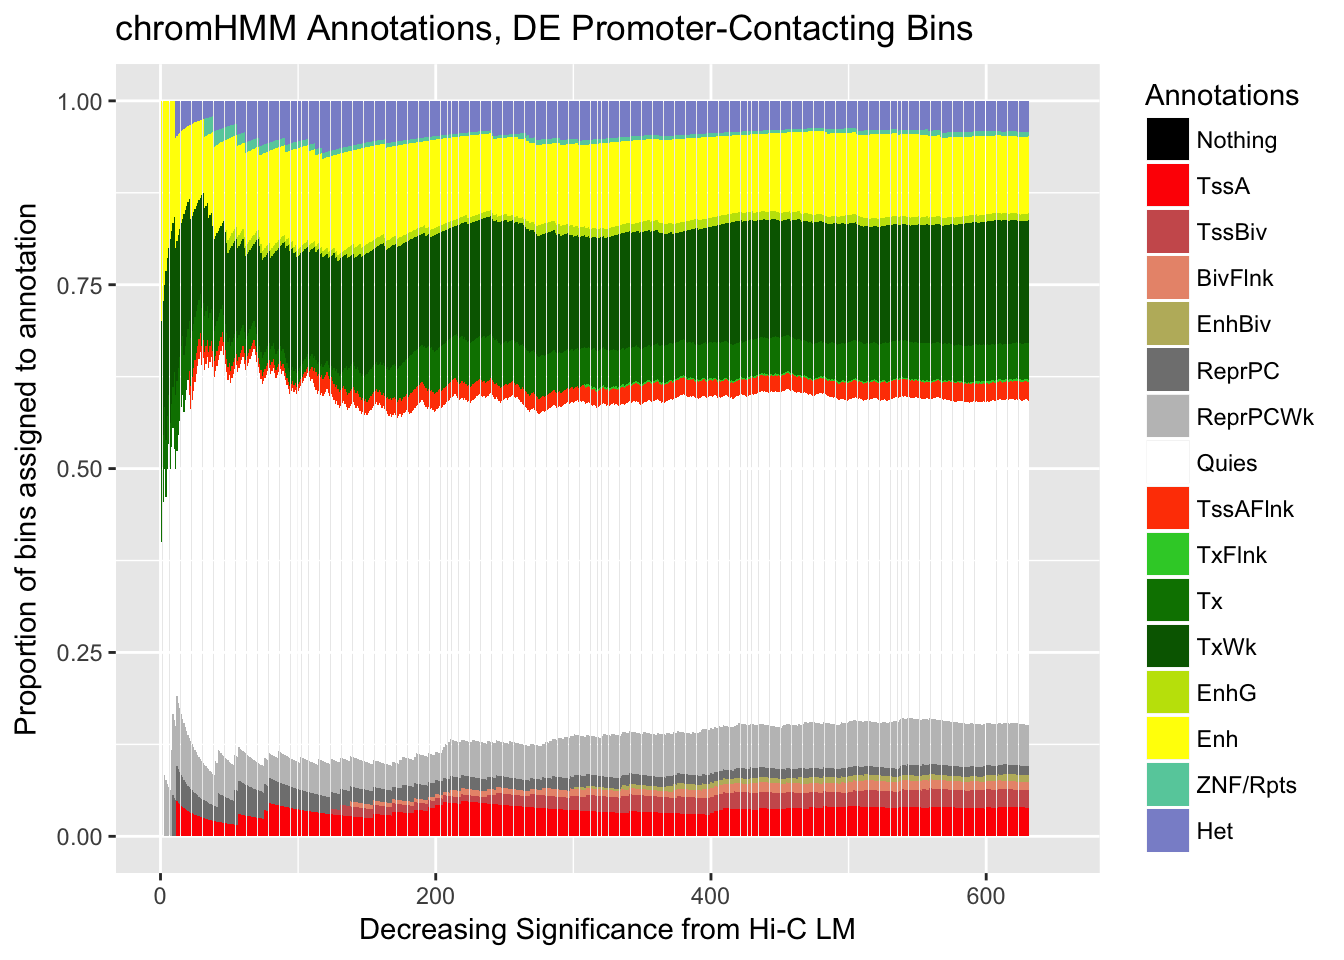 chromHMM Annotations, DE Promoter-Contacting Bins
Proportion of bins assigned to annotation
1.00
0.75
0.50
0.25
0.00
0
200
400
600
Decreasing Significance from Hi-C LM
Annotations
Nothing
TssA
TssBiv
BivFlnk
EnhBiv
ReprPC
ReprPCWk
Quies
TssAFlnk
TxFlnk
Tx
TxWk
EnhG
Enh
ZNF/Rpts
Het